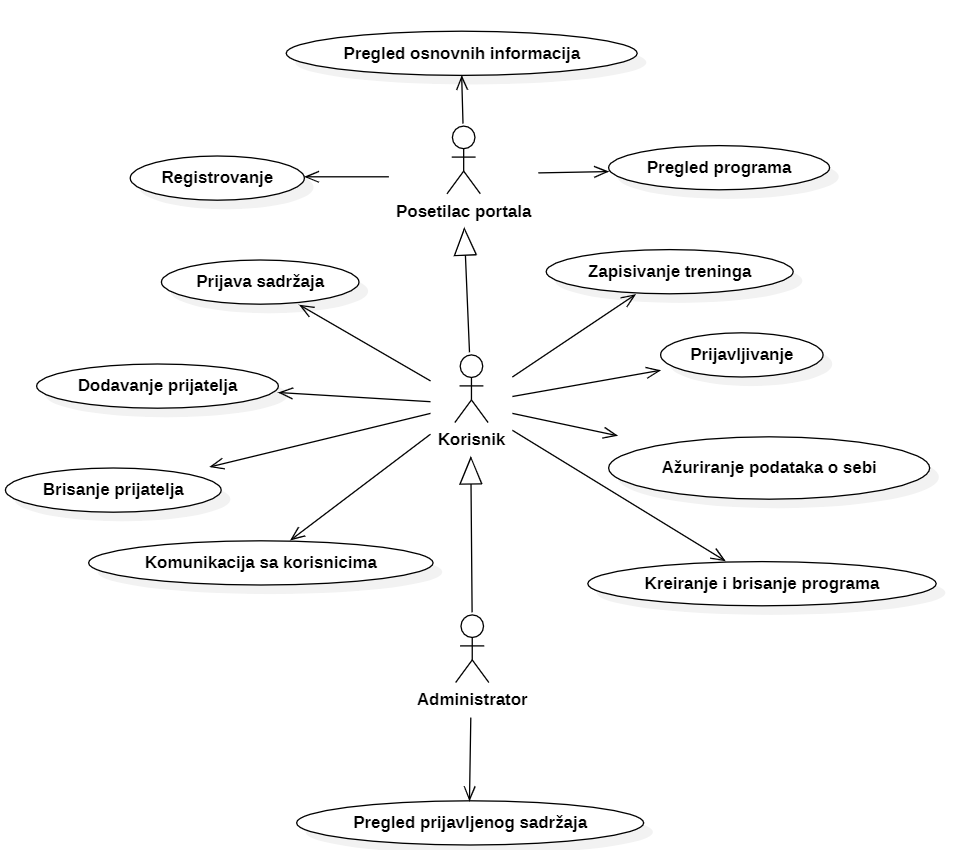 Pregled osnovnih informacija
Registrovanje
Pregled programa
Posetilac portala
Prijava sadržaja
Zapisivanje treninga
Prijavljivanje
Dodavanje prijatelja
Korisnik
Ažuriranje podataka o sebi
Brisanje prijatelja
Komunikacija sa korisnicima
Kreiranje i brisanje programa
Administrator
Pregled prijavljenog sadržaja